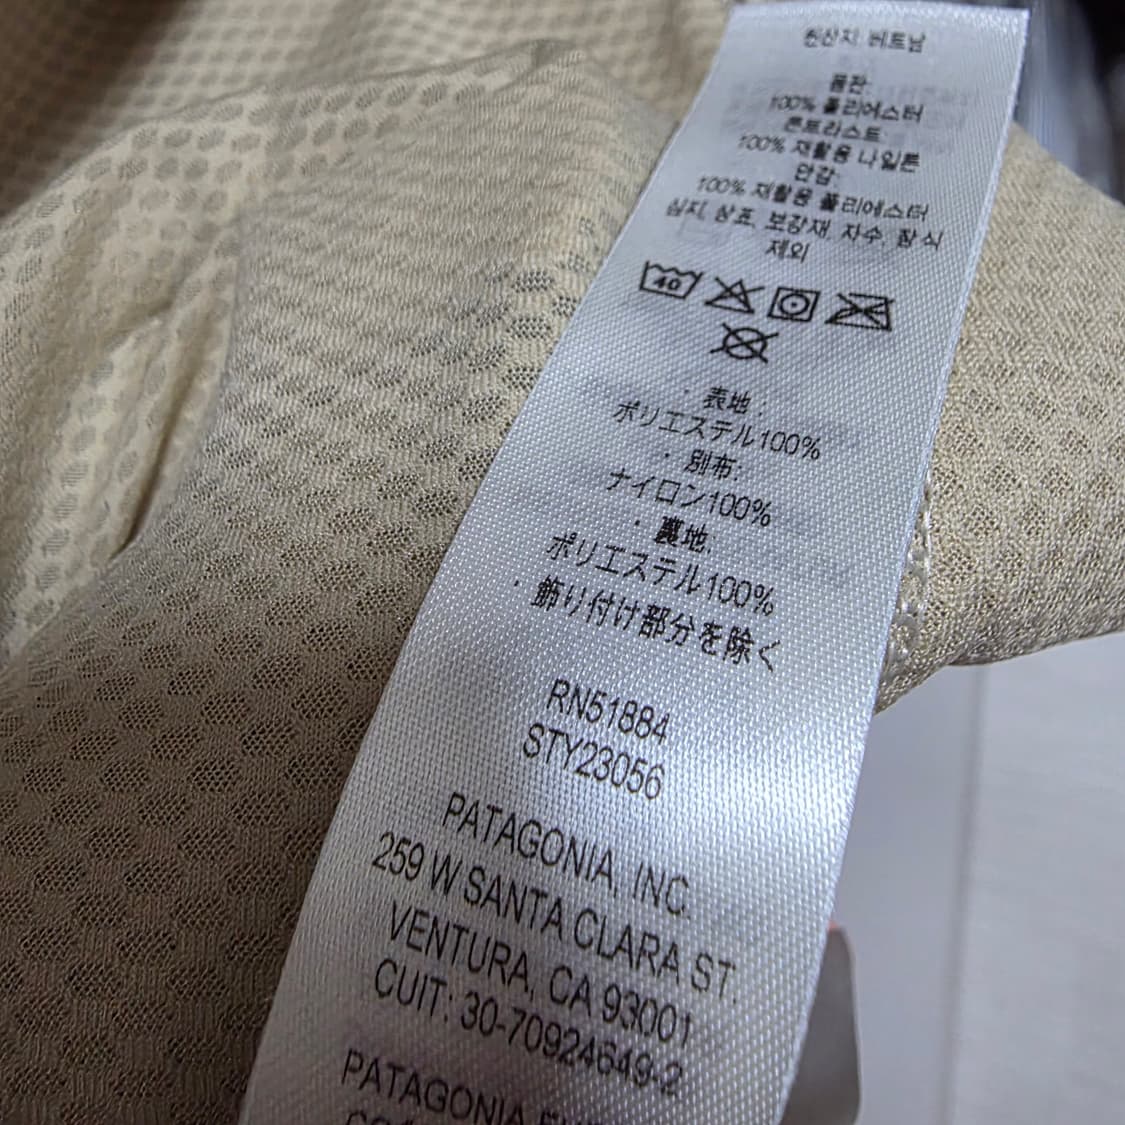 원산지: 베트남
몸판:
100% 폴리에스터
콘트라스트:
100% 재활용 나일론
안감:
100% 재활용 폴리에스터
심지, 상표, 보강재, 자수, 장식
제외
40
· 表地 :
ポリエステル100%
· 別布:
ナイロン100%
· 裏地:
ポリエステル100%
· 飾り付け部分を除く
RN51884
STY23056
PATAGONIA, INC.
259 W SANTA CLARA ST.
VENTURA, CA 93001
CUIT: 30-70924649-2
PATAGONIA